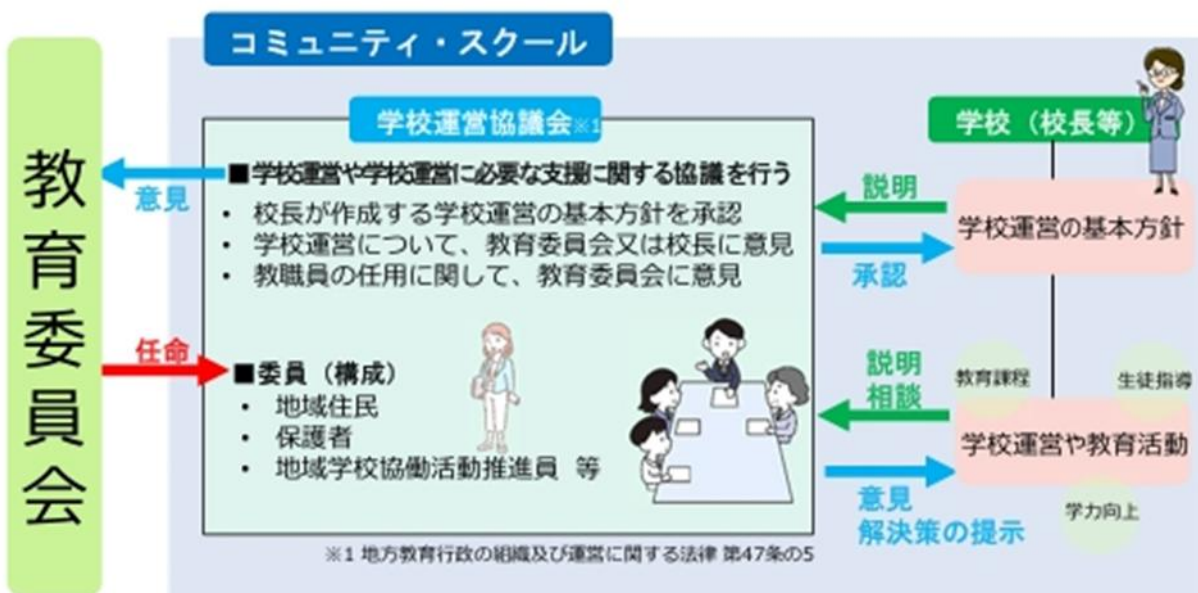 コミュニティ・スクール
教育委員会
学校運営協議会※1
学校（校長等）
意見
任命
■学校運営や学校運営に必要な支援に関する協議を行う
・ 校長が作成する学校運営の基本方針を承認
・ 学校運営について、教育委員会又は校長に意見
・ 教職員の任用に関して、教育委員会に意見
■委員（構成）
・ 地域住民
・ 保護者
・ 地域学校協働活動推進員 等
説明
承認
学校運営の基本方針
説明
相談
意見
解決策の提示
教育課程
生徒指導
学校運営や教育活動
学力向上
※1 地方教育行政の組織及び運営に関する法律 第47条の5